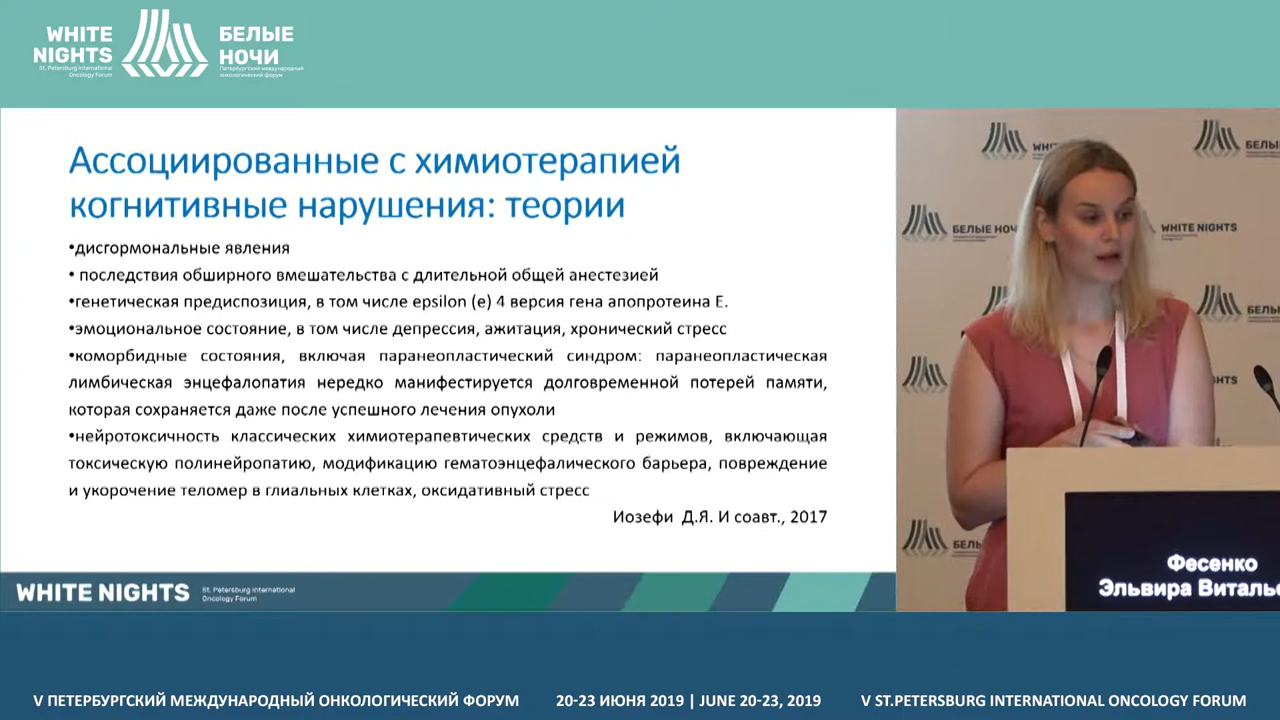 WHITE
NIGHTS
St. Petersburg International
Oncology Forum
БЕЛЫЕ
НОЧИ
Петербургский международный
онкологический форум
Ассоциированные с химиотерапией
когнитивные нарушения: теории
•дисгормональные явления
• последствия обширного вмешательства с длительной общей анестезией
•генетическая предиспозиция, в том числе epsilon (e) 4 версия гена апопротеина Е.
•эмоциональное состояние, в том числе депрессия, ажитация, хронический стресс
•коморбидные состояния, включая паранеопластический синдром: паранеопластическая
лимбическая энцефалопатия нередко манифестируется долговременной потерей памяти,
которая сохраняется даже после успешного лечения опухоли
•нейротоксичность классических химиотерапевтических средств и режимов, включающая
токсическую полинейропатию, модификацию гематоэнцефалического барьера, повреждение
и укорочение теломер в глиальных клетках, оксидативный стресс
Иозефи Д.Я. И соавт., 2017
WHITE NIGHTS
St. Petersburg International
Oncology Forum
БЕЛЫЕ НОЧ
WHITE NIGHTS
Фесенко
Эльвира Виталье
V ПЕТЕРБУРГСКИЙ МЕЖДУНАРОДНЫЙ ОНКОЛОГИЧЕСКИЙ ФОРУМ
20-23 ИЮНЯ 2019 | JUNE 20-23, 2019
V ST.PETERSBURG INTERNATIONAL ONCOLOGY FORUM